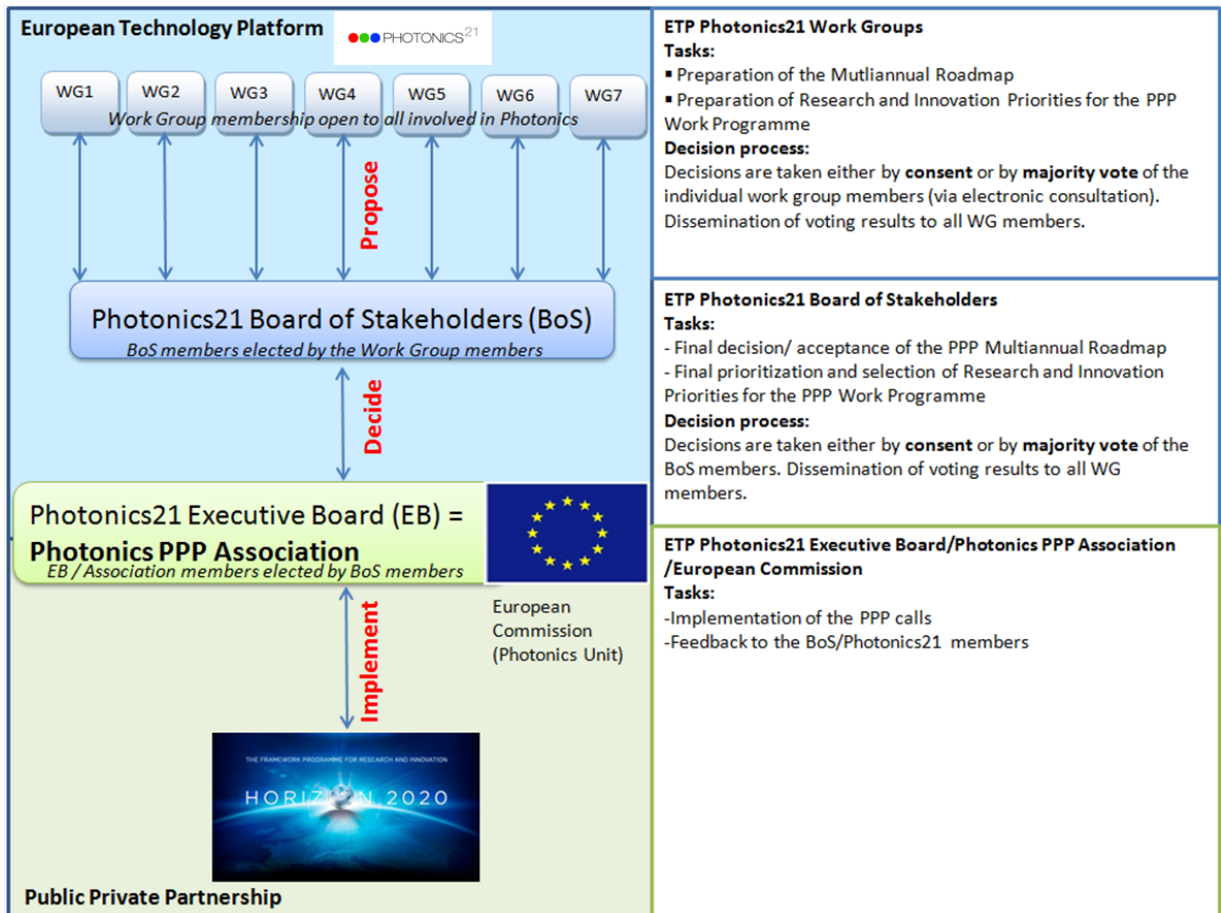 European Technology Platform
PHOTONICS21
WG1 WG2 WG3 WG4 WG5 WG6 WG7
Work Group membership open to all involved in Photonics
Propose
Photonics21 Board of Stakeholders (BoS)
BoS members elected by the Work Group members
Decide
Photonics21 Executive Board (EB) =
Photonics PPP Association
EB / Association members elected by BoS members
European
Commission
(Photonics Unit)
Implement
THE FRAMEWORK PROGRAMME FOR RESEARCH AND INNOVATION
HORIZON 2020
Public Private Partnership
ETP Photonics21 Work Groups
Tasks:
▪ Preparation of the Mutliannual Roadmap
▪ Preparation of Research and Innovation Priorities for the PPP
Work Programme
Decision process:
Decisions are taken either by consent or by majority vote of the
individual work group members (via electronic consultation).
Dissemination of voting results to all WG members.
ETP Photonics21 Board of Stakeholders
Tasks:
- Final decision/ acceptance of the PPP Multiannual Roadmap
- Final prioritization and selection of Research and Innovation
Priorities for the PPP Work Programme
Decision process:
Decisions are taken either by consent or by majority vote of the
BoS members. Dissemination of voting results to all WG
members.
ETP Photonics21 Executive Board/Photonics PPP Association
/European Commission
Tasks:
-Implementation of the PPP calls
-Feedback to the BoS/Photonics21 members